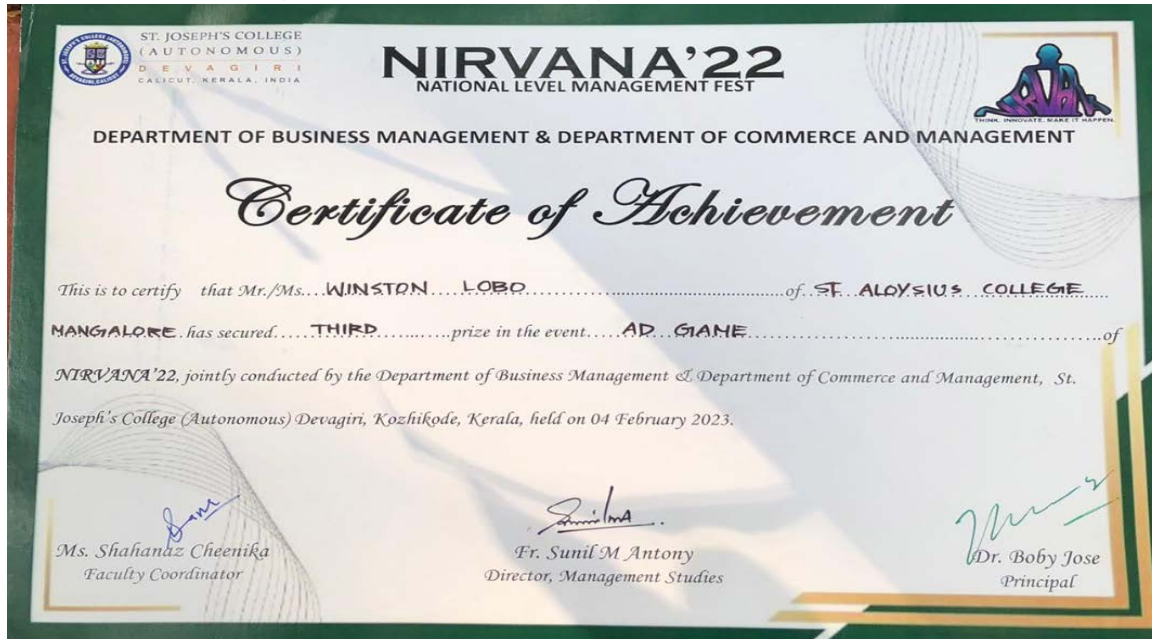 ST. JOSEPH'S COLLEGE
(AUTONOMOUS)
DEVAGIRI
CALICUT, KERALA, INDIA
NIRVANA'22
NATIONAL LEVEL MANAGEMENT FEST
NIRVANA
THINK. INNOVATE. MAKE IT HAPPEN.
DEPARTMENT OF BUSINESS MANAGEMENT & DEPARTMENT OF COMMERCE AND MANAGEMENT
Certificate of Achievement
This is to certify that Mr./Ms. WINSTON LOBO of ST ALOYSIUS COLLEGE
MANGALORE has secured THIRD prize in the event AD GAME of
NIRVANA'22, jointly conducted by the Department of Business Management & Department of Commerce and Management, St.
Joseph's College (Autonomous) Devagiri, Kozhikode, Kerala, held on 04 February 2023.
Ms. Shahanaz Cheenika
Faculty Coordinator
Fr. Sunil M Antony
Director, Management Studies
Dr. Boby Jose
Principal